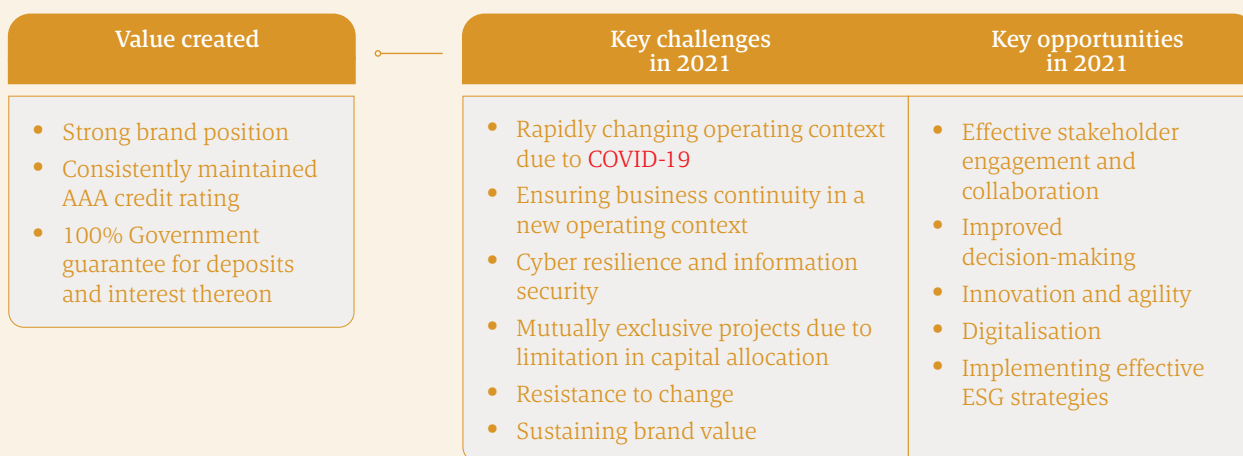 Value created
• Strong brand position
• Consistently maintained
AAA credit rating
• 100% Government
guarantee for deposits
and interest thereon
Key challenges
in 2021
• Rapidly changing operating context
due to COVID-19
• Ensuring business continuity in a
new operating context
• Cyber resilience and information
security
• Mutually exclusive projects due to
limitation in capital allocation
• Resistance to change
• Sustaining brand value
Key opportunities
in 2021
• Effective stakeholder
engagement and
collaboration
• Improved
decision-making
• Innovation and agility
• Digitalisation
• Implementing effective
ESG strategies